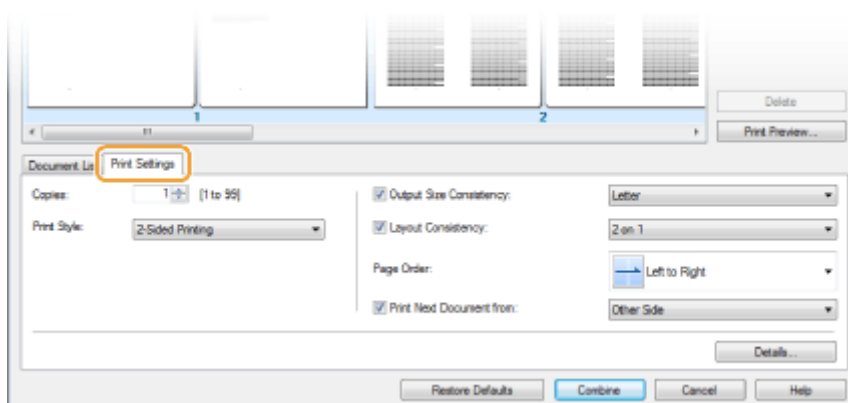 1
2
Delete
Print Preview...
Document Lis
Print Settings
Copies: 1 [1 to 99]
Output Size Consistency: Letter
Print Style: 2-Sided Printing
Layout Consistency: 2 on 1
Page Order: Left to Right
Print Next Document from: Other Side
Details...
Restore Defaults Combine Cancel Help